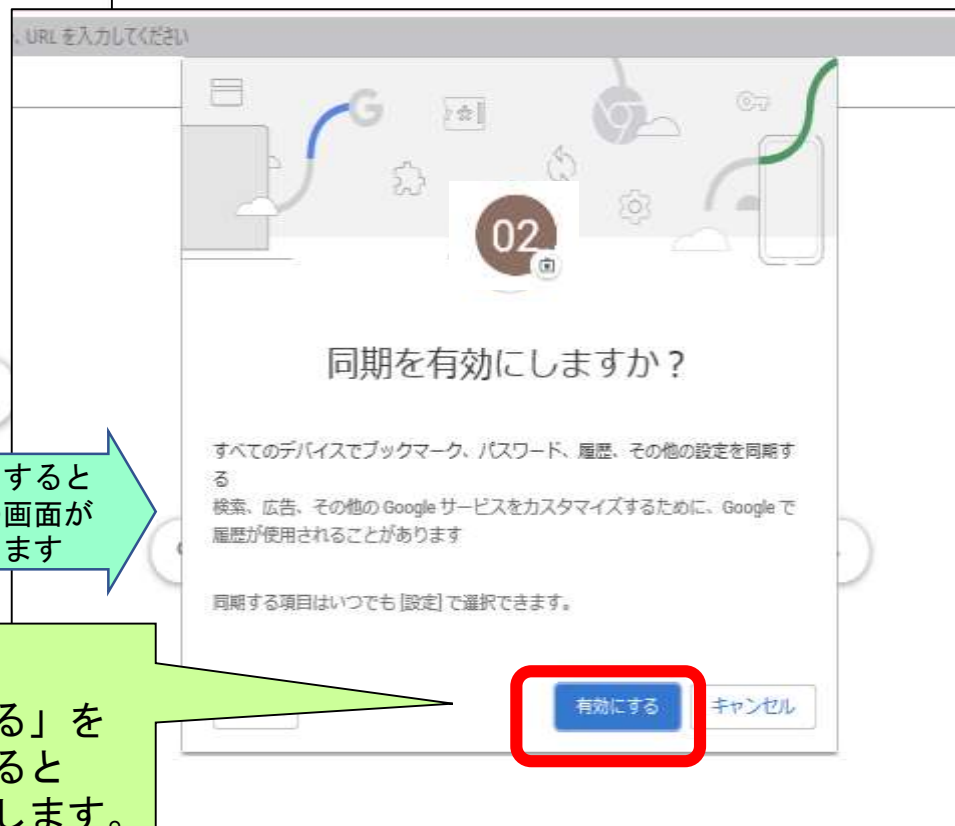 、URL を入力してください
G
02
同期を有効にしますか？
すべてのデバイスでブックマーク、パスワード、履歴、その他の設定を同期す
る
検索、広告、その他の Google サービスをカスタマイズするために、Google で
履歴が使用されることがあります
同期する項目はいつでも [設定] で選択できます。
すると
画面が
ます
有効にする
キャンセル
る」を
ると
します。